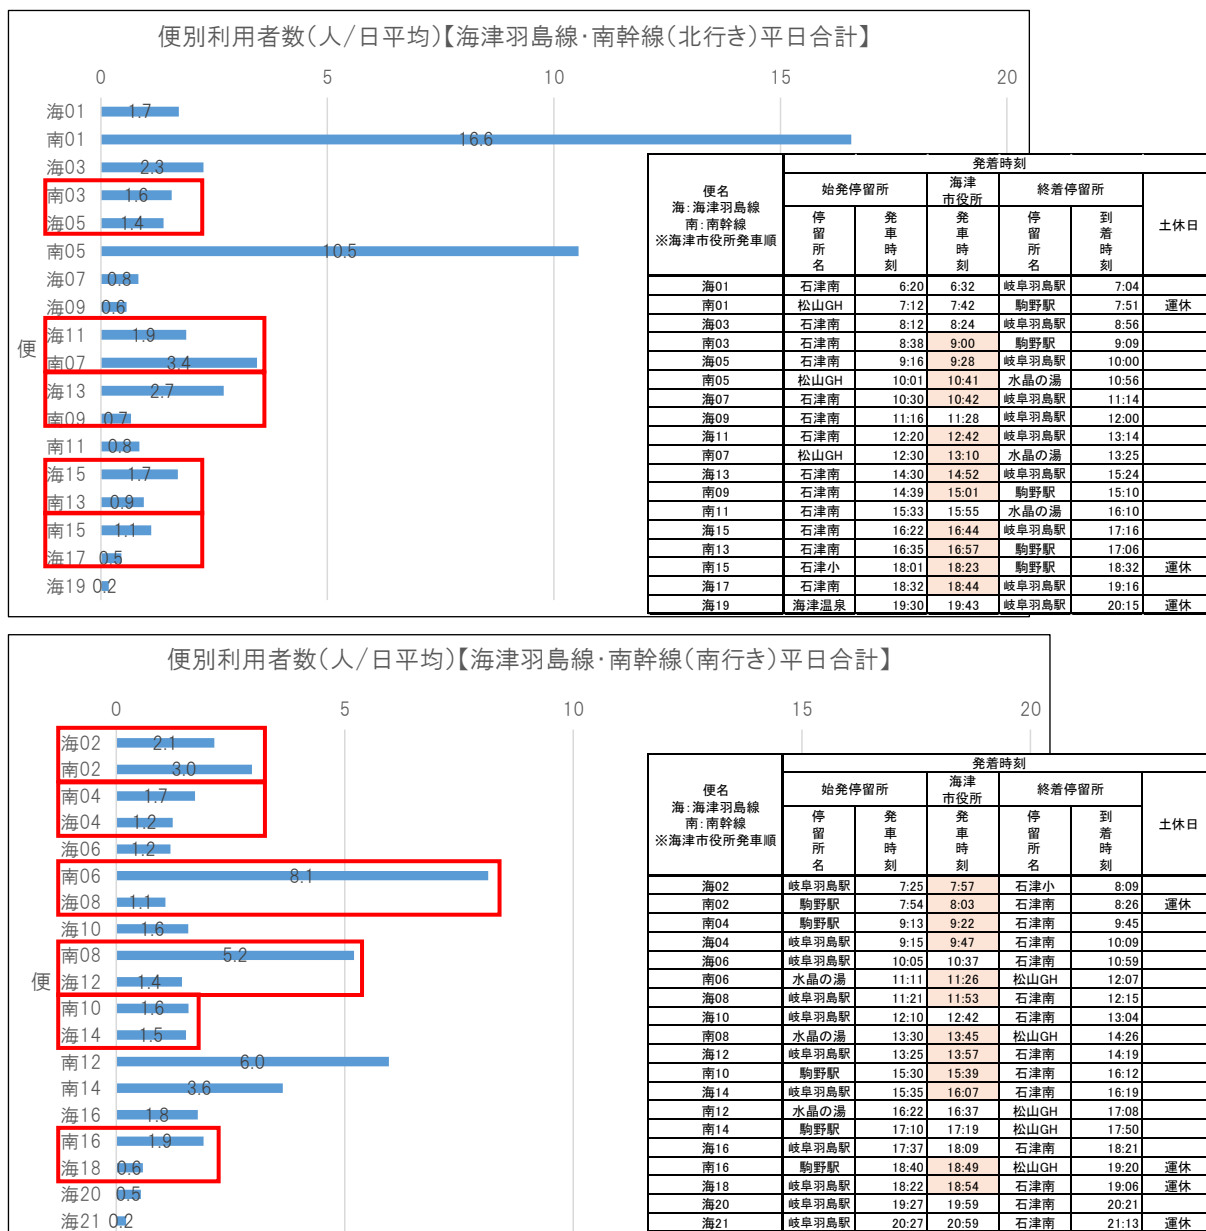 便別利用者数(人/日平均)【海津羽島線・南幹線(北行き)平日合計】
0 5 10 15 20
便
海01 1.7
南01 16.6
海03 2.3
南03 1.6
海05 1.4
南05 10.5
海07 0.8
海09 0.6
海11 1.9
南07 3.4
海13 2.7
南09 0.7
南11 0.8
海15 1.7
南13 0.9
南15 1.1
海17 0.5
海19 0.2
便名
海:海津羽島線
南:南幹線
※海津市役所発車順
発着時刻
始発停留所 海津市役所 終着停留所 土休日
停留所名 発車時刻 発車時刻 停留所名 到着時刻
海01 石津南 6:20 6:32 岐阜羽島駅 7:04
南01 松山GH 7:12 7:42 駒野駅 7:51 運休
海03 石津南 8:12 8:24 岐阜羽島駅 8:56
南03 石津南 8:38 9:00 駒野駅 9:09
海05 石津南 9:16 9:28 岐阜羽島駅 10:00
南05 松山GH 10:01 10:41 水晶の湯 10:56
海07 石津南 10:30 10:42 岐阜羽島駅 11:14
海09 石津南 11:16 11:28 岐阜羽島駅 12:00
海11 石津南 12:20 12:42 岐阜羽島駅 13:14
南07 松山GH 12:30 13:10 水晶の湯 13:25
海13 石津南 14:30 14:52 岐阜羽島駅 15:24
南09 石津南 14:39 15:01 駒野駅 15:10
南11 石津南 15:33 15:55 水晶の湯 16:10
海15 石津南 16:22 16:44 岐阜羽島駅 17:16
南13 石津南 16:35 16:57 駒野駅 17:06
南15 石津小 18:01 18:23 駒野駅 18:32 運休
海17 石津南 18:32 18:44 岐阜羽島駅 19:16
海19 海津温泉 19:30 19:43 岐阜羽島駅 20:15 運休
便別利用者数(人/日平均)【海津羽島線・南幹線(南行き)平日合計】
0 5 10 15 20
便
海02 2.1
南02 3.0
南04 1.7
海04 1.2
海06 1.2
南06 8.1
海08 1.1
海10 1.6
南08 5.2
海12 1.4
南10 1.6
海14 1.5
南12 6.0
南14 3.6
海16 1.8
南16 1.9
海18 0.6
海20 0.5
海21 0.2
便名
海:海津羽島線
南:南幹線
※海津市役所発車順
発着時刻
始発停留所 海津市役所 終着停留所 土休日
停留所名 発車時刻 発車時刻 停留所名 到着時刻
海02 岐阜羽島駅 7:25 7:57 石津小 8:09
南02 駒野駅 7:54 8:03 石津南 8:26 運休
南04 駒野駅 9:13 9:22 石津南 9:45
海04 岐阜羽島駅 9:15 9:47 石津南 10:09
海06 岐阜羽島駅 10:05 10:37 石津南 10:59
南06 水晶の湯 11:11 11:26 松山GH 12:07
海08 岐阜羽島駅 11:21 11:53 石津南 12:15
海10 岐阜羽島駅 12:10 12:42 石津南 13:04
南08 水晶の湯 13:30 13:45 松山GH 14:26
海12 岐阜羽島駅 13:25 13:57 石津南 14:19
南10 駒野駅 15:30 15:39 石津南 16:12
海14 岐阜羽島駅 15:35 16:07 石津南 16:19
南12 水晶の湯 16:22 16:37 松山GH 17:08
南14 駒野駅 17:10 17:19 松山GH 17:50
海16 岐阜羽島駅 17:37 18:09 石津南 18:21
南16 駒野駅 18:40 18:49 松山GH 19:20 運休
海18 岐阜羽島駅 18:22 18:54 石津南 19:06 運休
海20 岐阜羽島駅 19:27 19:59 石津南 20:21
海21 岐阜羽島駅 20:27 20:59 石津南 21:13 運休